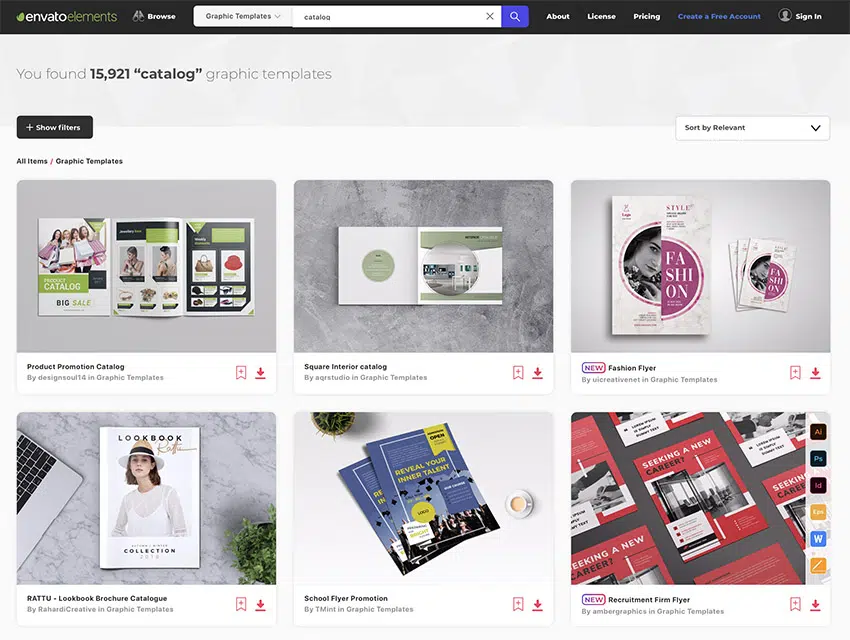 envatoelements
Browse
Graphic Templates
catalog
About
License
Pricing
Create a Free Account
Sign In
You found 15,921 “catalog” graphic templates
+ Show filters
Sort by Relevant
All Items / Graphic Templates
PRODUCT
CATALOG
BIG SALE
STYLE
Logo
FA
SHI
ON
Product Promotion Catalog
By designsoul14 in Graphic Templates
Square Interior catalog
By aqrstudio in Graphic Templates
NEW Fashion Flyer
By uicreativenet in Graphic Templates
LOOKBOOK
Rattu
COLLECTION
REVEAL YOUR
INNER TALENT
OPEN
LOGO
SEEKING A NEW
CAREER?
Ai
Ps
Id
Eps
W
RATTU - Lookbook Brochure Catalogue
By RahardiCreative in Graphic Templates
School Flyer Promotion
By TMint in Graphic Templates
NEW Recruitment Firm Flyer
By ambergraphics in Graphic Templates